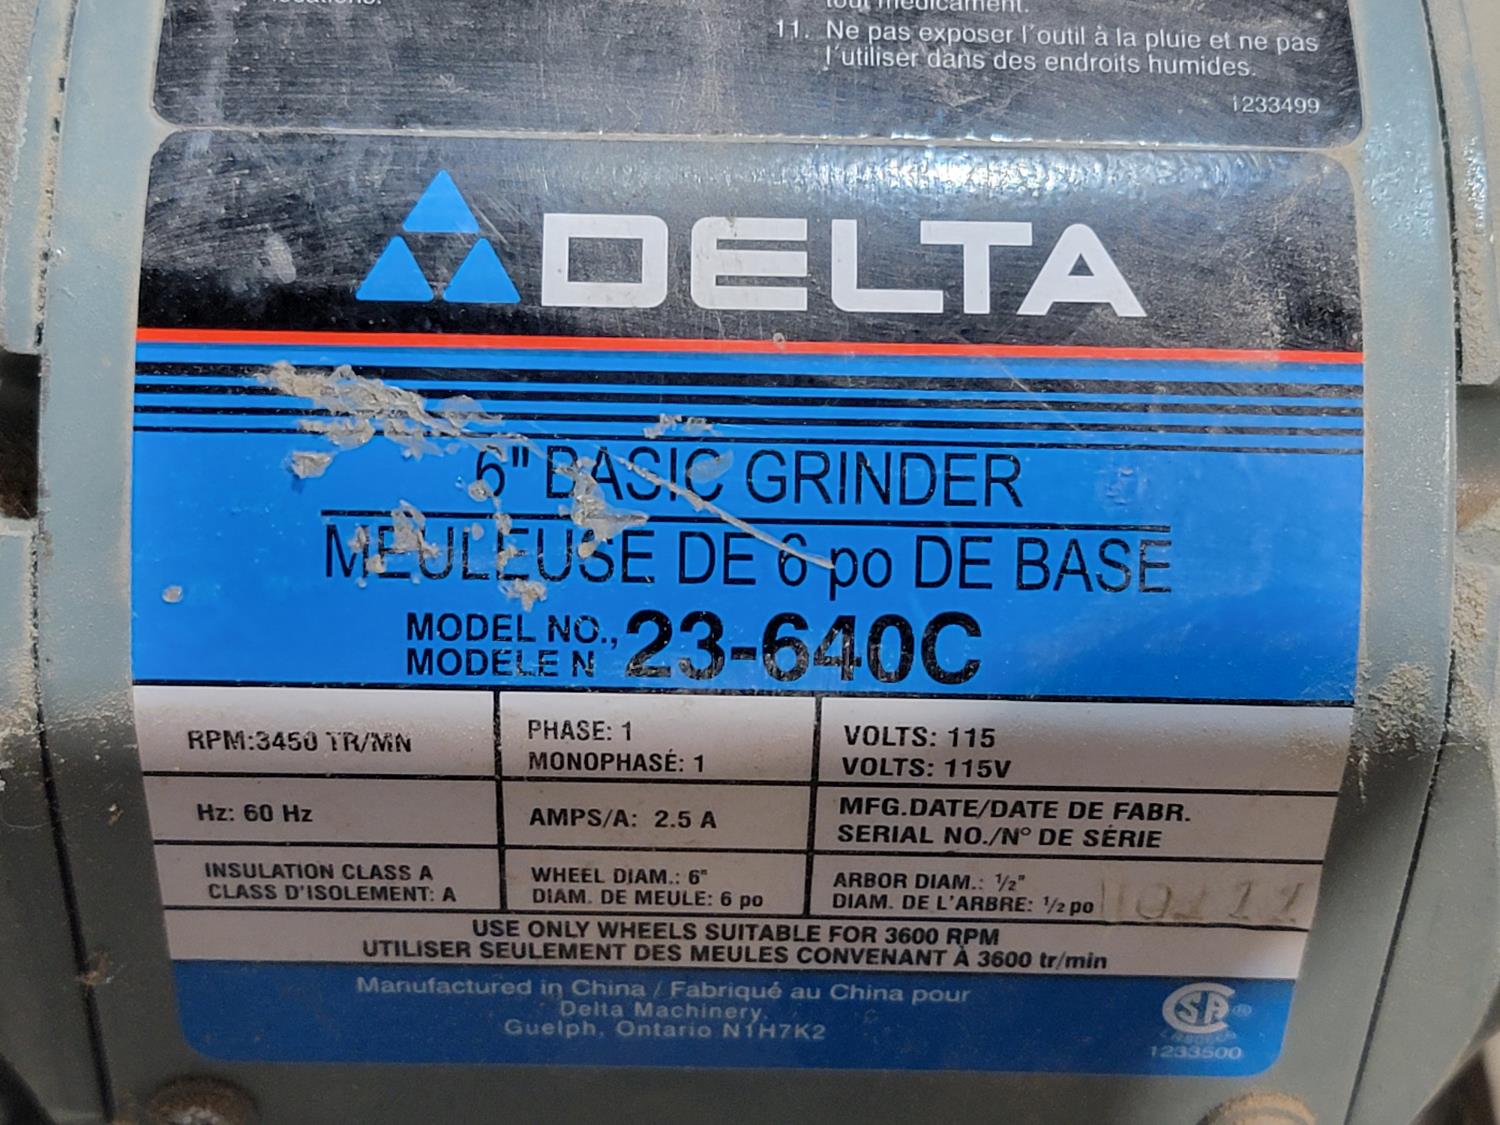 tout médicament.
11. Ne pas exposer l'outil à la pluie et ne pas
l'utiliser dans des endroits humides.
1233499
DELTA
6" BASIC GRINDER
MEULEUSE DE 6 po DE BASE
MODEL NO.,
MODELE N
23-640C
RPM:3450 TR/MN
PHASE: 1
MONOPHASÉ: 1
VOLTS: 115
VOLTS: 115V
Hz: 60 Hz
AMPS/A: 2.5 A
MFG.DATE/DATE DE FABR.
SERIAL NO./N° DE SÉRIE
INSULATION CLASS A
CLASS D'ISOLEMENT: A
WHEEL DIAM.: 6"
DIAM. DE MEULE: 6 po
ARBOR DIAM.: 1/2"
DIAM. DE L'ARBRE: 1/2 po
USE ONLY WHEELS SUITABLE FOR 3600 RPM
UTILISER SEULEMENT DES MEULES CONVENANT À 3600 tr/min
Manufactured in China / Fabriqué au China pour
Delta Machinery,
Guelph, Ontario N1H7K2
SA ®
1233500